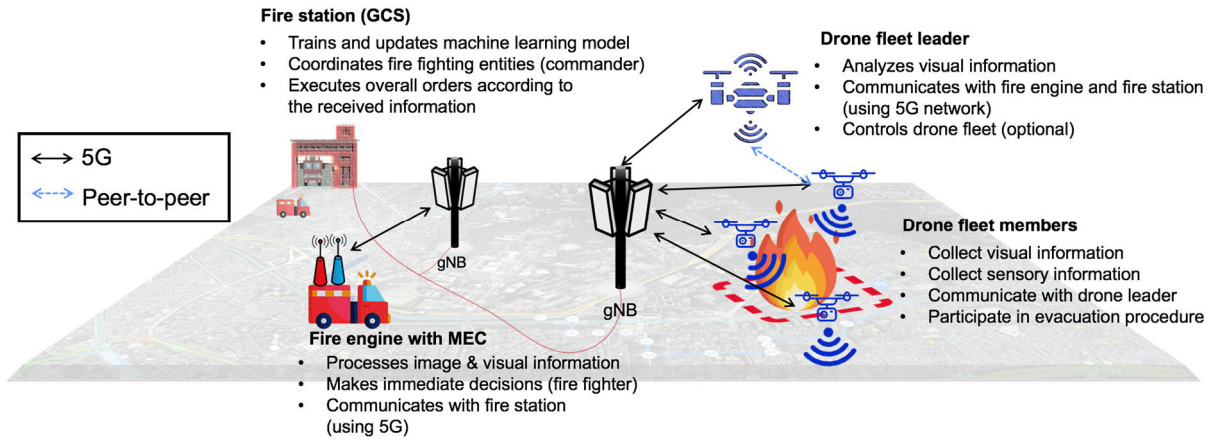 Fire station (GCS)
• Trains and updates machine learning model
• Coordinates fire fighting entities (commander)
• Executes overall orders according to
the received information
Drone fleet leader
• Analyzes visual information
• Communicates with fire engine and fire station
(using 5G network)
• Controls drone fleet (optional)
5G
Peer-to-peer
gNB
gNB
Drone fleet members
• Collect visual information
• Collect sensory information
• Communicate with drone leader
• Participate in evacuation procedure
Fire engine with MEC
• Processes image & visual information
• Makes immediate decisions (fire fighter)
• Communicates with fire station
(using 5G)